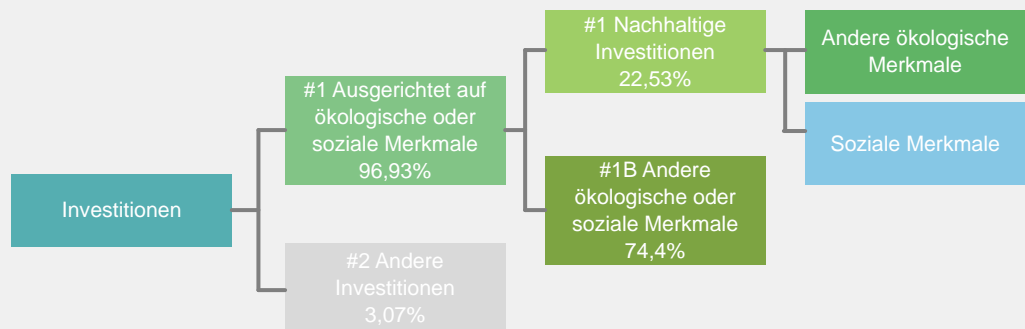 Investitionen
#1 Ausgerichtet auf
ökologische oder
soziale Merkmale
96,93%
#2 Andere
Investitionen
3,07%
#1 Nachhaltige
Investitionen
22,53%
#1B Andere
ökologische oder
soziale Merkmale
74,4%
Andere ökologische
Merkmale
Soziale Merkmale